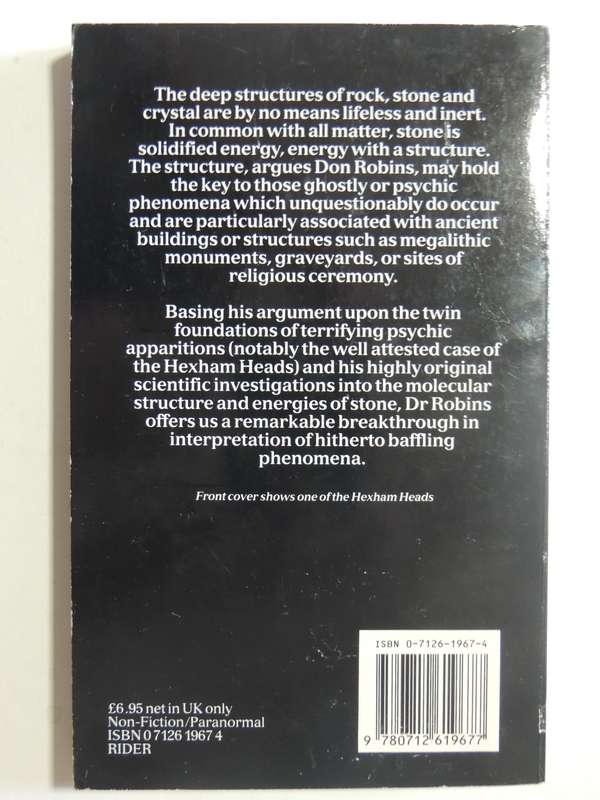 The deep structures of rock, stone and
crystal are by no means lifeless and inert.
In common with all matter, stone is
solidified energy, energy with a structure.
The structure, argues Don Robins, may hold
the key to those ghostly or psychic
phenomena which unquestionably do occur
and are particularly associated with ancient
buildings or structures such as megalithic
monuments, graveyards, or sites of
religious ceremony.
Basing his argument upon the twin
foundations of terrifying psychic
apparitions (notably the well attested case of
the Hexham Heads) and his highly original
scientific investigations into the molecular
structure and energies of stone, Dr Robins
offers us a remarkable breakthrough in
interpretation of hitherto baffling
phenomena.
Front cover shows one of the Hexham Heads
ISBN 0-7126-1967-4
9 780712 619677
£6.95 net in UK only
Non-Fiction/Paranormal
ISBN 0 7126 1967 4
RIDER